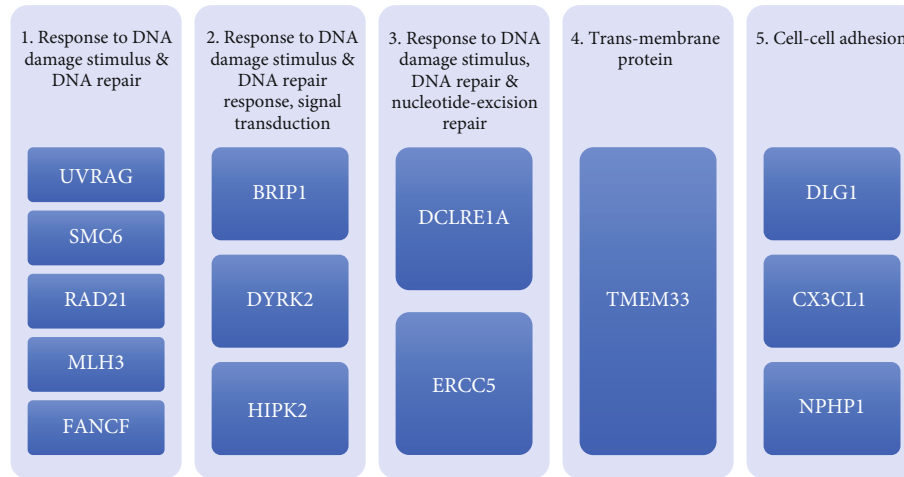 1. Response to DNA
damage stimulus &
DNA repair
UVRAG
SMC6
RAD21
MLH3
FANCF
2. Response to DNA
damage stimulus &
DNA repair
response, signal
transduction
BRIP1
DYRK2
HIPK2
3. Response to DNA
damage stimulus,
DNA repair &
nucleotide-excision
repair
DCLRE1A
ERCC5
4. Trans-membrane
protein
TMEM33
5. Cell-cell adhesion
DLG1
CX3CL1
NPHP1